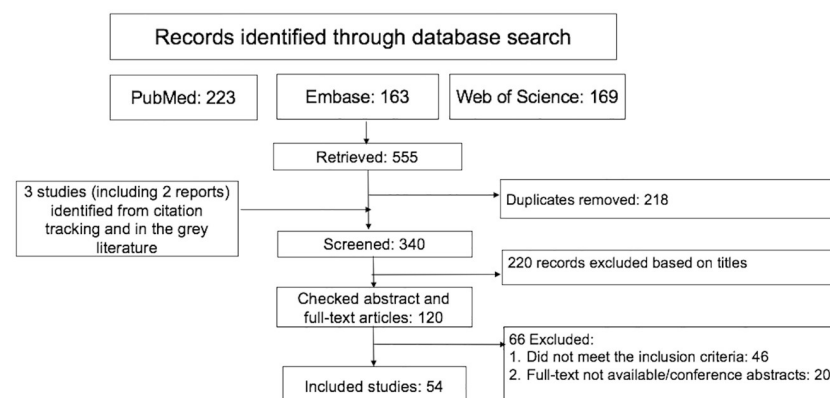 Records identified through database search
PubMed: 223
Embase: 163
Web of Science: 169
Retrieved: 555
3 studies (including 2 reports)
identified from citation
tracking and in the grey
literature
Duplicates removed: 218
Screened: 340
220 records excluded based on titles
Checked abstract and
full-text articles: 120
66 Excluded:
1. Did not meet the inclusion criteria: 46
2. Full-text not available/conference abstracts: 20
Included studies: 54